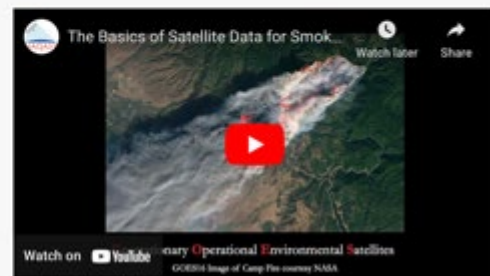 The Basics of Satellite Data for Smok...
Watch later
Share
onary Operational Environmental Satellites
GOES16 Image of Camp Fire courtesy NASA
Watch on YouTube